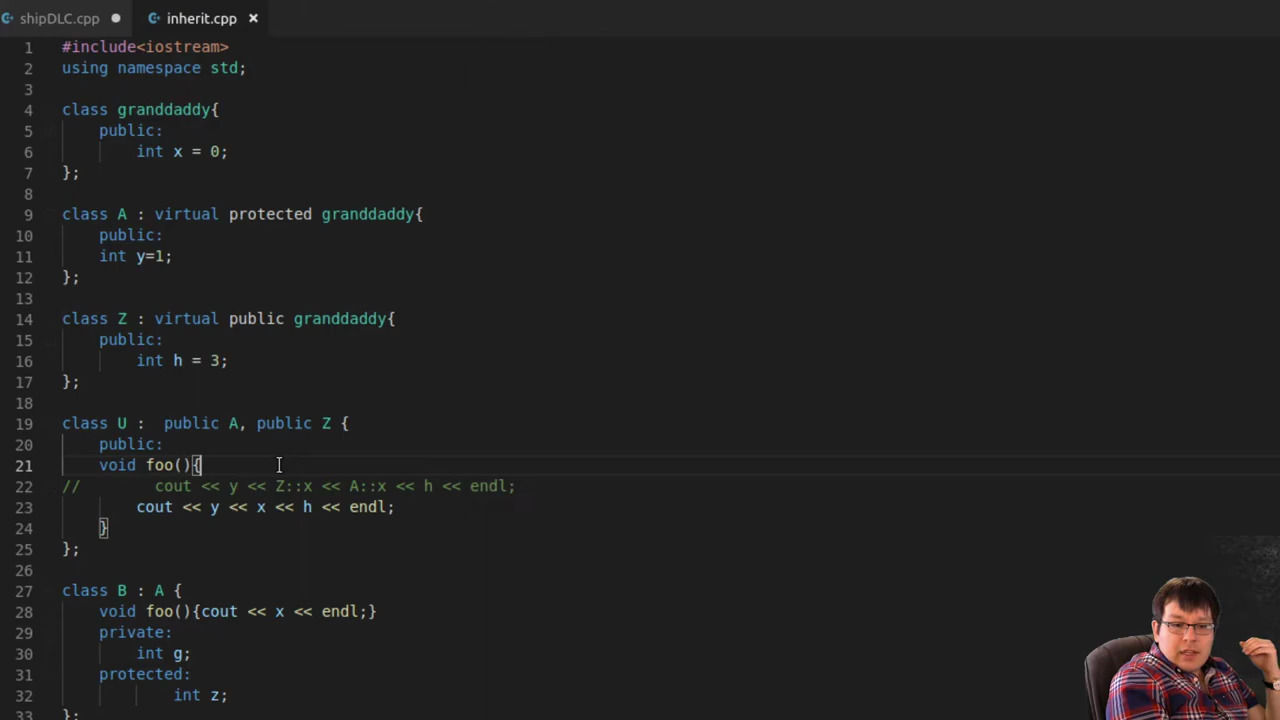 shipDLC.cpp inherit.cpp
1 #include<iostream>
2 using namespace std;
3
4 class granddaddy{
5 public:
6 int x = 0;
7 };
8
9 class A : virtual protected granddaddy{
10 public:
11 int y=1;
12 };
13
14 class Z : virtual public granddaddy{
15 public:
16 int h = 3;
17 };
18
19 class U :  public A, public Z {
20 public:
21 void foo(){
22 //        cout << y << Z::x << A::x << h << endl;
23 cout << y << x << h << endl;
24 }
25 };
26
27 class B : A {
28 void foo(){cout << x << endl;}
29 private:
30 int g;
31 protected:
32 int z;
33 };